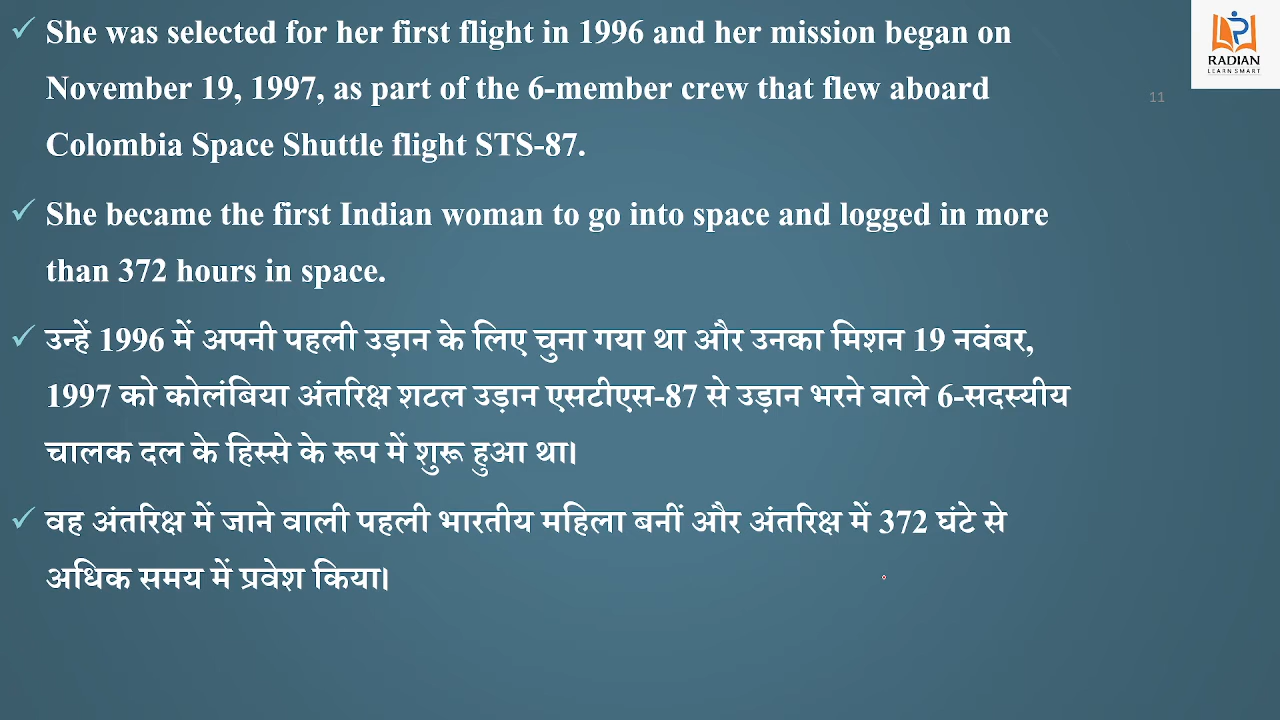 ✓ She was selected for her first flight in 1996 and her mission began on
November 19, 1997, as part of the 6-member crew that flew aboard
Colombia Space Shuttle flight STS-87.
✓ She became the first Indian woman to go into space and logged in more
than 372 hours in space.
✓ उन्हें 1996 में अपनी पहली उड़ान के लिए चुना गया था और उनका मिशन 19 नवंबर,
1997 को कोलंबिया अंतरिक्ष शटल उड़ान एसटीएस-87 से उड़ान भरने वाले 6-सदस्यीय
चालक दल के हिस्से के रूप में शुरू हुआ था।
✓ वह अंतरिक्ष में जाने वाली पहली भारतीय महिला बनीं और अंतरिक्ष में 372 घंटे से
अधिक समय में प्रवेश किया।
RADIAN
LEARN SMART
11